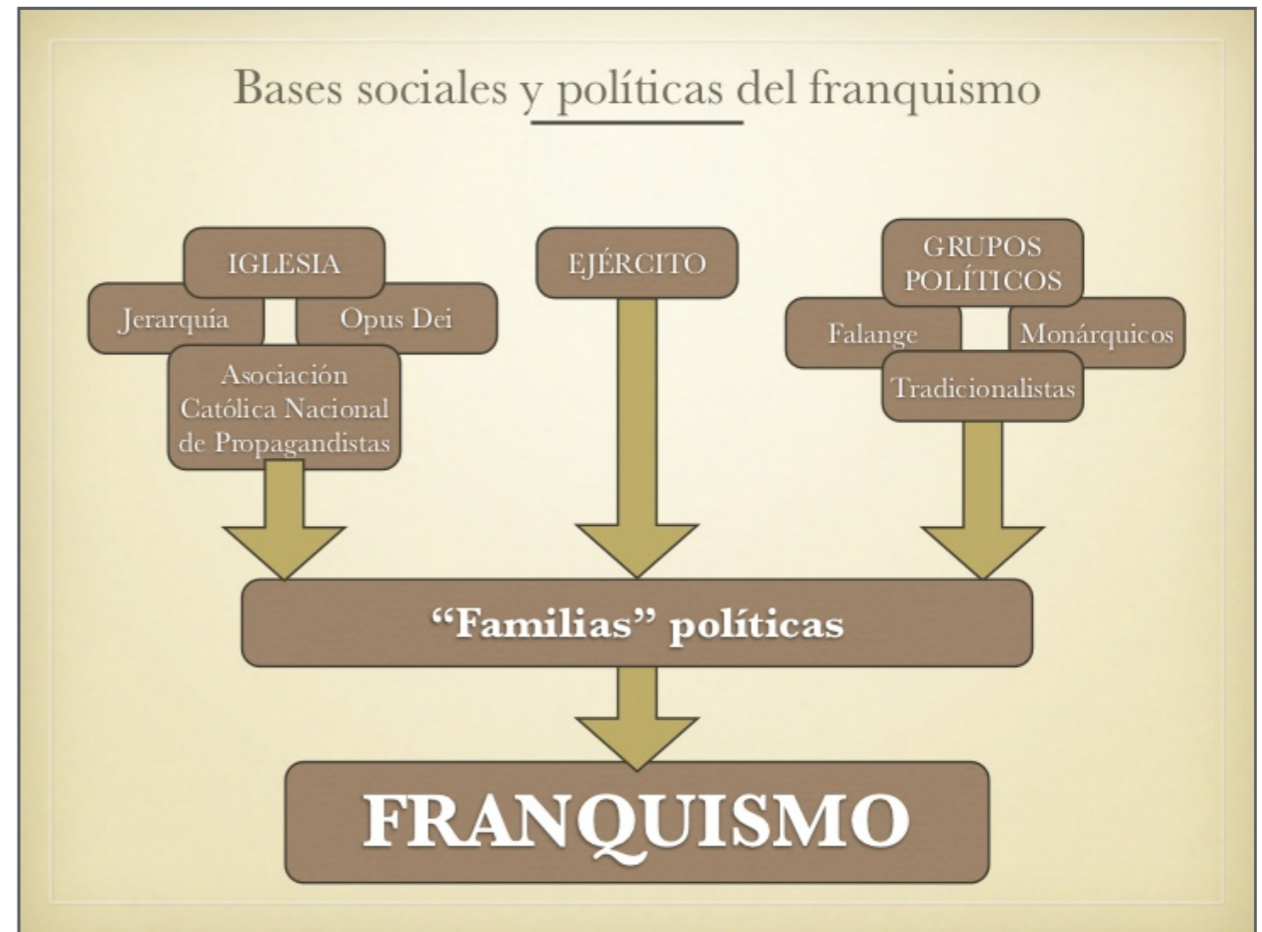 Bases sociales y políticas del franquismo
IGLESIA
Jerarquía
Opus Dei
Asociación
Católica Nacional
de Propagandistas
EJÉRCITO
GRUPOS
POLÍTICOS
Falange
Monárquicos
Tradicionalistas
“Familias” políticas
FRANQUISMO